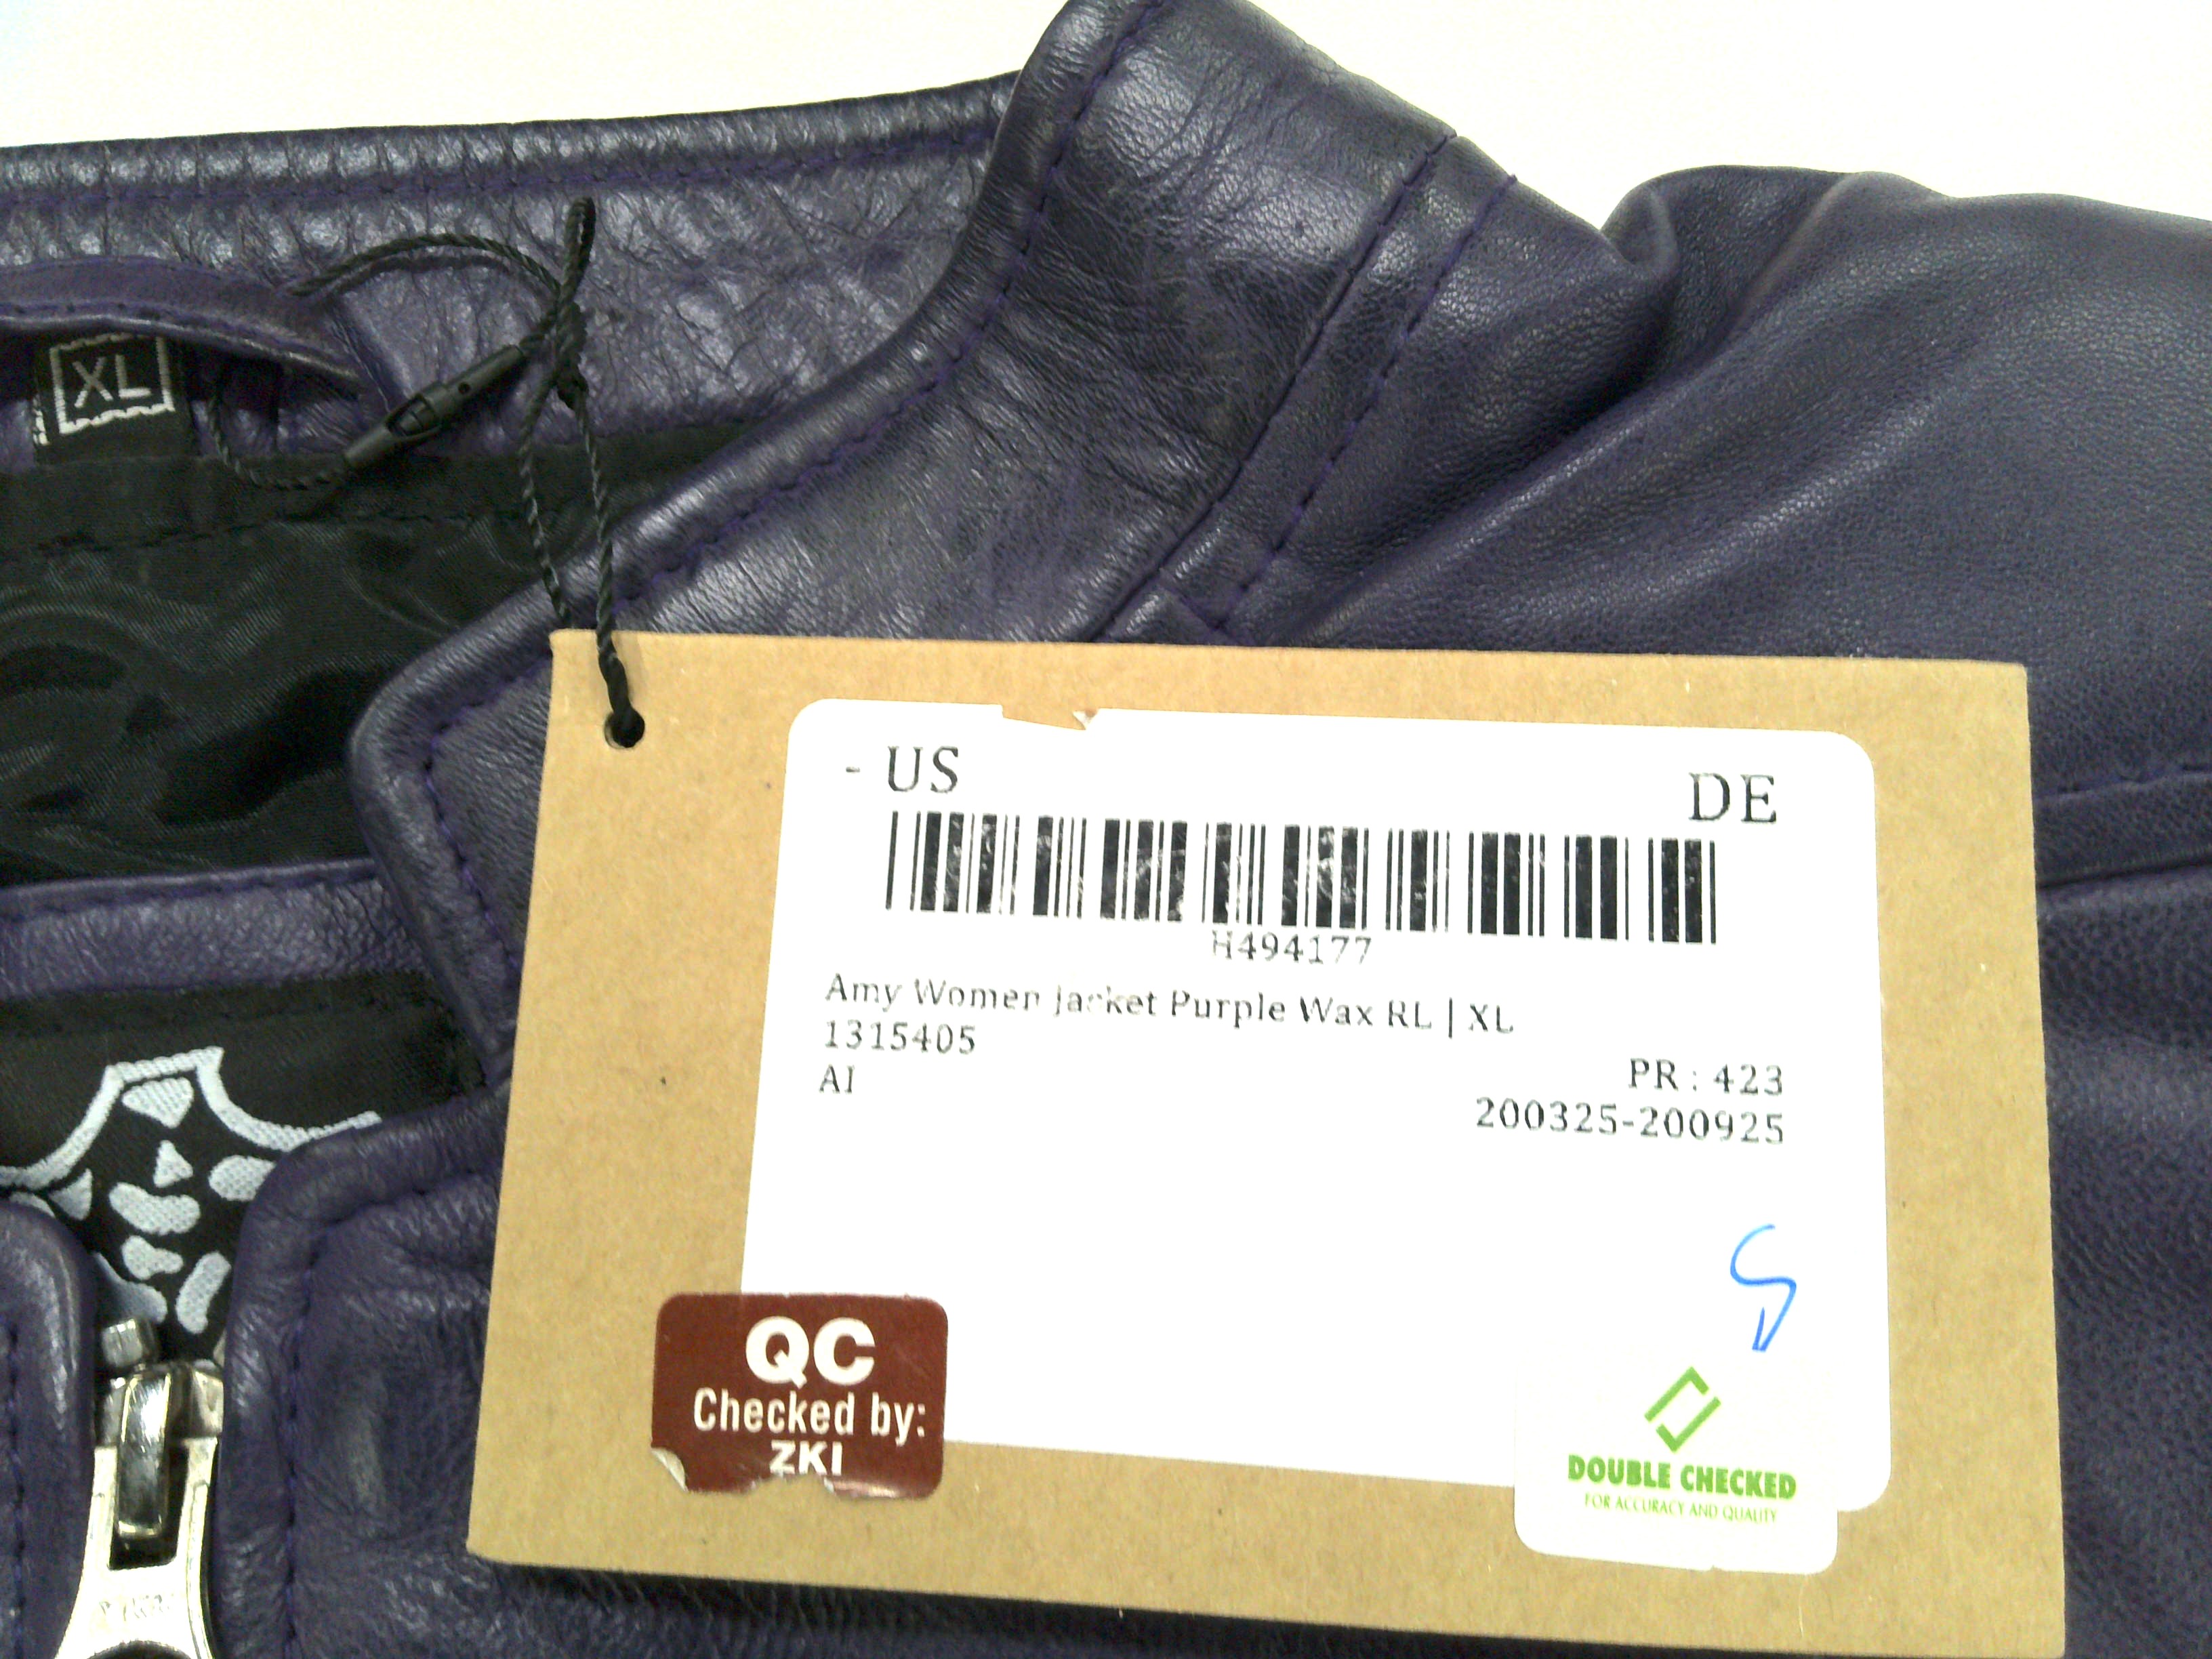 XL
- US
DE
H494177
Amy Women Jacket Purple Wax RL | XL
1315405
AI
PR : 423
200325-200925
QC
Checked by:
ZKI
DOUBLE CHECKED
FOR ACCURACY AND QUALITY